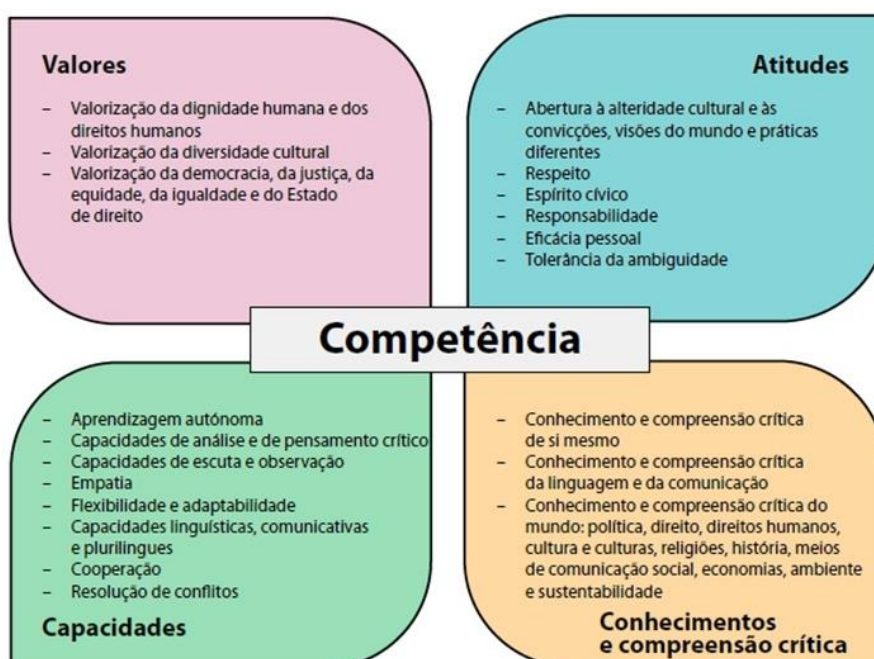 Valores
– Valorização da dignidade humana e dos
direitos humanos
– Valorização da diversidade cultural
– Valorização da democracia, da justiça, da
equidade, da igualdade e do Estado
de direito
Atitudes
– Abertura à alteridade cultural e às
convicções, visões do mundo e práticas
diferentes
– Respeito
– Espírito cívico
– Responsabilidade
– Eficácia pessoal
– Tolerância da ambiguidade
Competência
– Aprendizagem autónoma
– Capacidades de análise e de pensamento crítico
– Capacidades de escuta e observação
– Empatia
– Flexibilidade e adaptabilidade
– Capacidades linguísticas, comunicativas
e plurilingues
– Cooperação
– Resolução de conflitos
Capacidades
– Conhecimento e compreensão crítica
de si mesmo
– Conhecimento e compreensão crítica
da linguagem e da comunicação
– Conhecimento e compreensão crítica do
mundo: política, direito, direitos humanos,
cultura e culturas, religiões, história, meios
de comunicação social, economias, ambiente
e sustentabilidade
Conhecimentos
e compreensão crítica